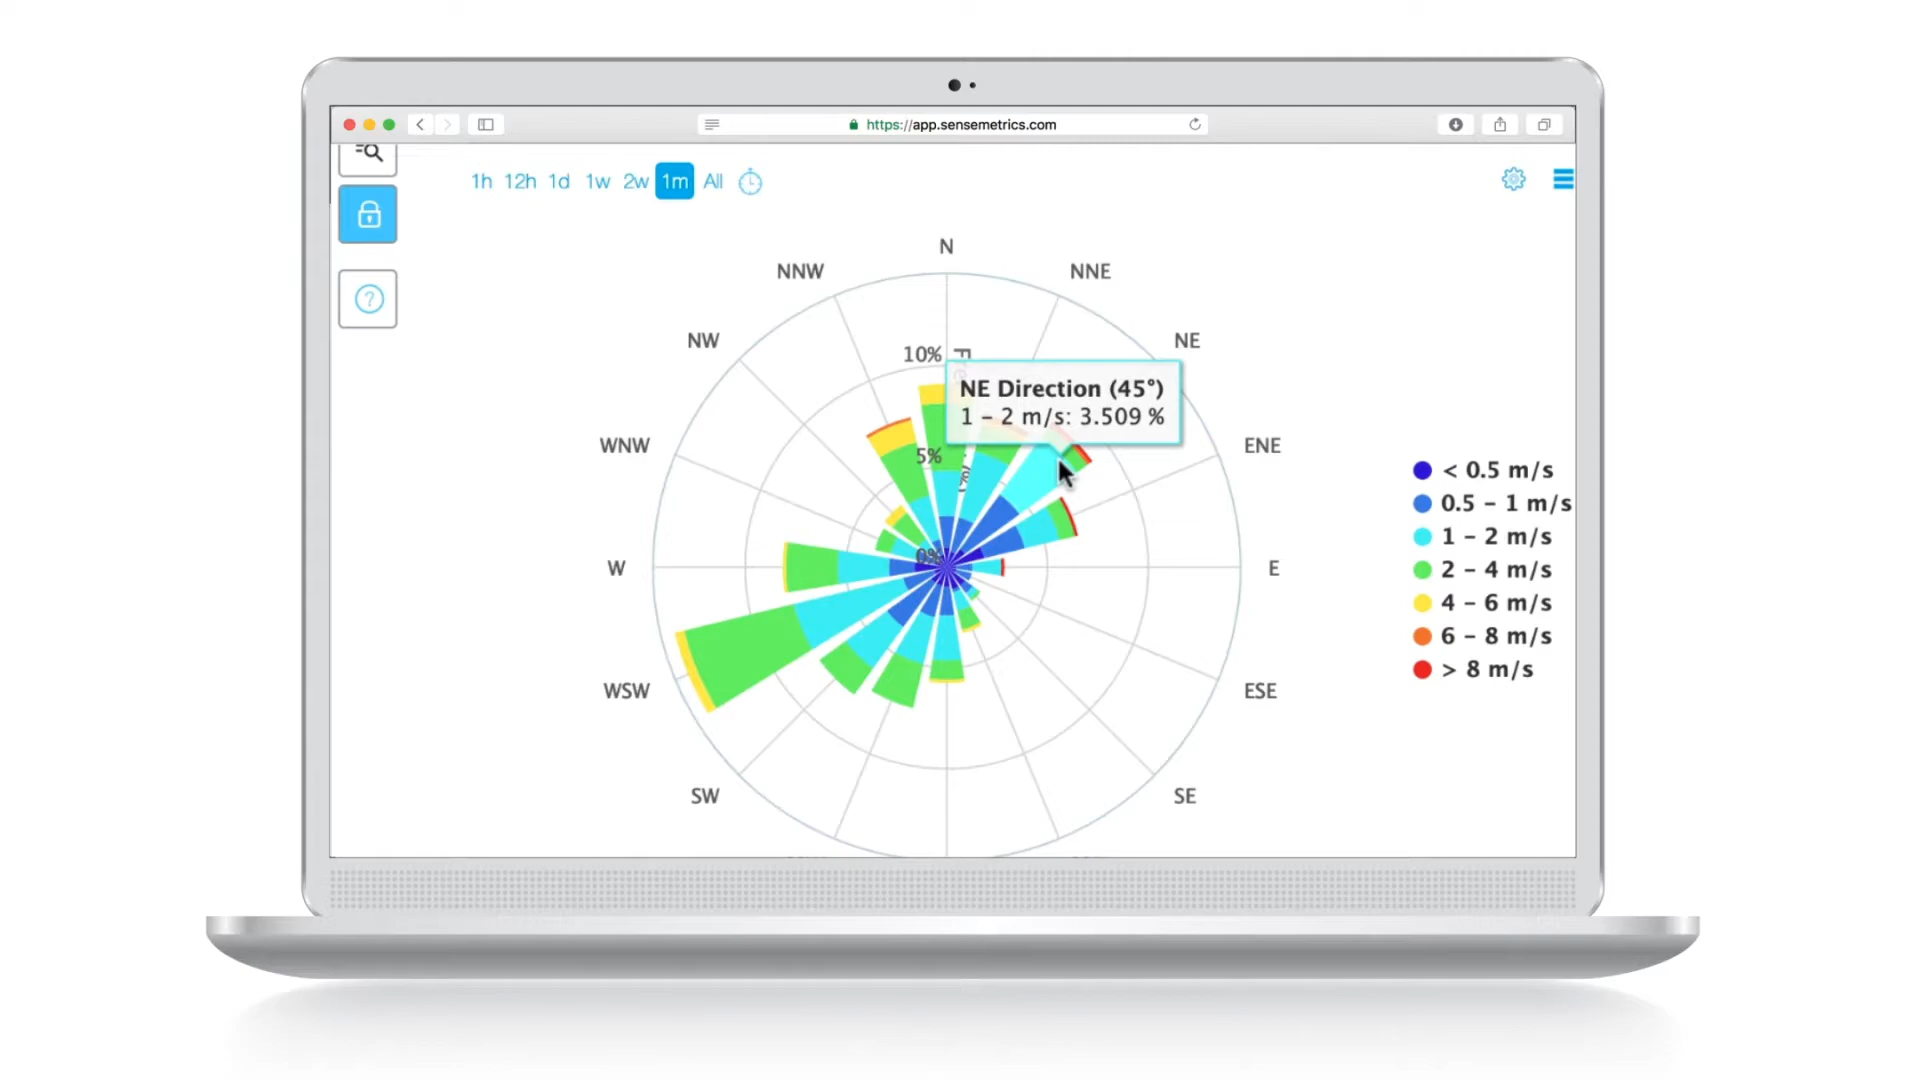 https://app.sensemetrics.com
1h 12h 1d 1w 2w 1m All
N
NNW
NNE
NW
NE
10%
NE Direction (45°)
1 – 2 m/s: 3.509 %
WNW
ENE
5%
< 0.5 m/s
0.5 – 1 m/s
1 – 2 m/s
2 – 4 m/s
4 – 6 m/s
6 – 8 m/s
> 8 m/s
0%
W
E
WSW
ESE
SW
SE